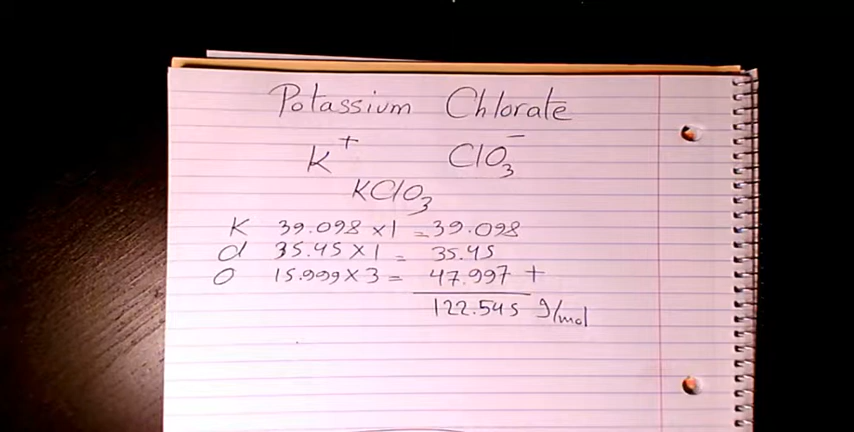 Potassium Chlorate
K⁺ ClO₃⁻
KClO₃
K 39.098 × 1 = 39.098
Cl 35.45 × 1 = 35.45
O 15.999 × 3 = 47.997 +
122.545 g/mol